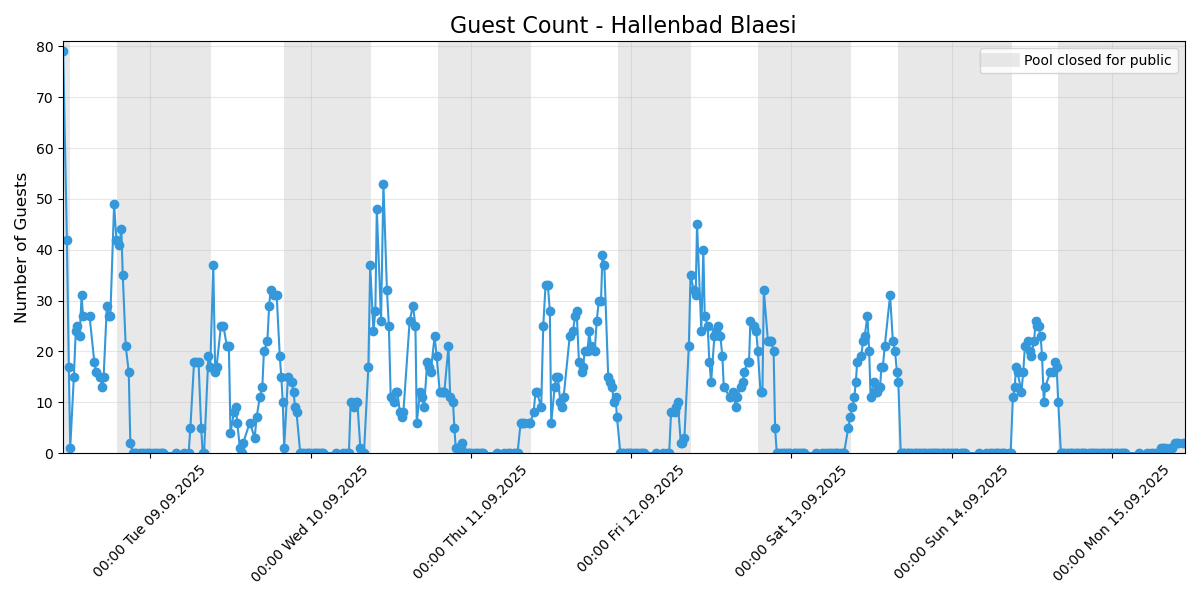 Guest Count - Hallenbad Blaesi
Pool closed for public
Number of Guests
80
70
60
50
40
30
20
10
0
00:00 Tue 09.09.2025
00:00 Wed 10.09.2025
00:00 Thu 11.09.2025
00:00 Fri 12.09.2025
00:00 Sat 13.09.2025
00:00 Sun 14.09.2025
00:00 Mon 15.09.2025